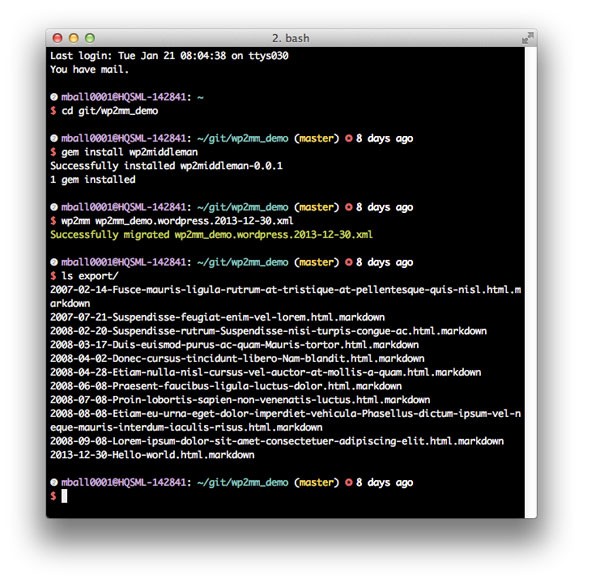 2. bash
Last login: Tue Jan 21 08:04:38 on ttys030
You have mail.
❷ mball0001@HQSML-142841: ~
$ cd git/wp2mm_demo
❷ mball0001@HQSML-142841: ~/git/wp2mm_demo (master) ✪ 8 days ago
$ gem install wp2middleman
Successfully installed wp2middleman-0.0.1
1 gem installed
❷ mball0001@HQSML-142841: ~/git/wp2mm_demo (master) ✪ 8 days ago
$ wp2mm wp2mm_demo.wordpress.2013-12-30.xml
Successfully migrated wp2mm_demo.wordpress.2013-12-30.xml
❷ mball0001@HQSML-142841: ~/git/wp2mm_demo (master) ✪ 8 days ago
$ ls export/
2007-02-14-Fusce-mauris-ligula-rutrum-at-tristique-at-pellentesque-quis-nisl.html.m
arkdown
2007-07-21-Suspendisse-feugiat-enim-vel-lorem.html.markdown
2008-02-20-Suspendisse-rutrum-Suspendisse-nisi-turpis-congue-ac.html.markdown
2008-03-17-Duis-euismod-purus-ac-quam-Mauris-tortor.html.markdown
2008-04-02-Donec-cursus-tincidunt-libero-Nam-blandit.html.markdown
2008-04-28-Etiam-nulla-nisl-cursus-vel-auctor-at-mollis-a-quam.html.markdown
2008-06-08-Praesent-faucibus-ligula-luctus-dolor.html.markdown
2008-07-08-Proin-lobortis-sapien-non-venenatis-luctus.html.markdown
2008-08-08-Etiam-eu-urna-eget-dolor-imperdiet-vehicula-Phasellus-dictum-ipsum-vel-n
eque-mauris-interdum-iaculis-risus.html.markdown
2008-09-08-Lorem-ipsum-dolor-sit-amet-consectetuer-adipiscing-elit.html.markdown
2013-12-30-Hello-world.html.markdown
❷ mball0001@HQSML-142841: ~/git/wp2mm_demo (master) ✪ 8 days ago
$